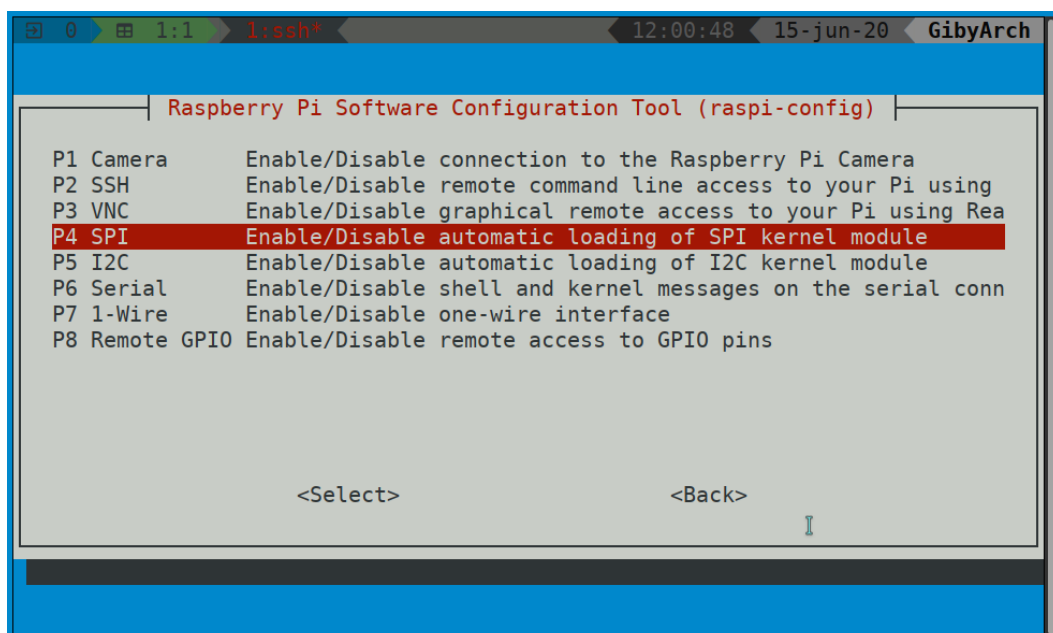 0 1:1 1:ssh* 12:00:48 15-jun-20 GibyArch
Raspberry Pi Software Configuration Tool (raspi-config)
P1 Camera Enable/Disable connection to the Raspberry Pi Camera
P2 SSH Enable/Disable remote command line access to your Pi using
P3 VNC Enable/Disable graphical remote access to your Pi using Rea
P4 SPI Enable/Disable automatic loading of SPI kernel module
P5 I2C Enable/Disable automatic loading of I2C kernel module
P6 Serial Enable/Disable shell and kernel messages on the serial conn
P7 1-Wire Enable/Disable one-wire interface
P8 Remote GPIO Enable/Disable remote access to GPIO pins
<Select> <Back>